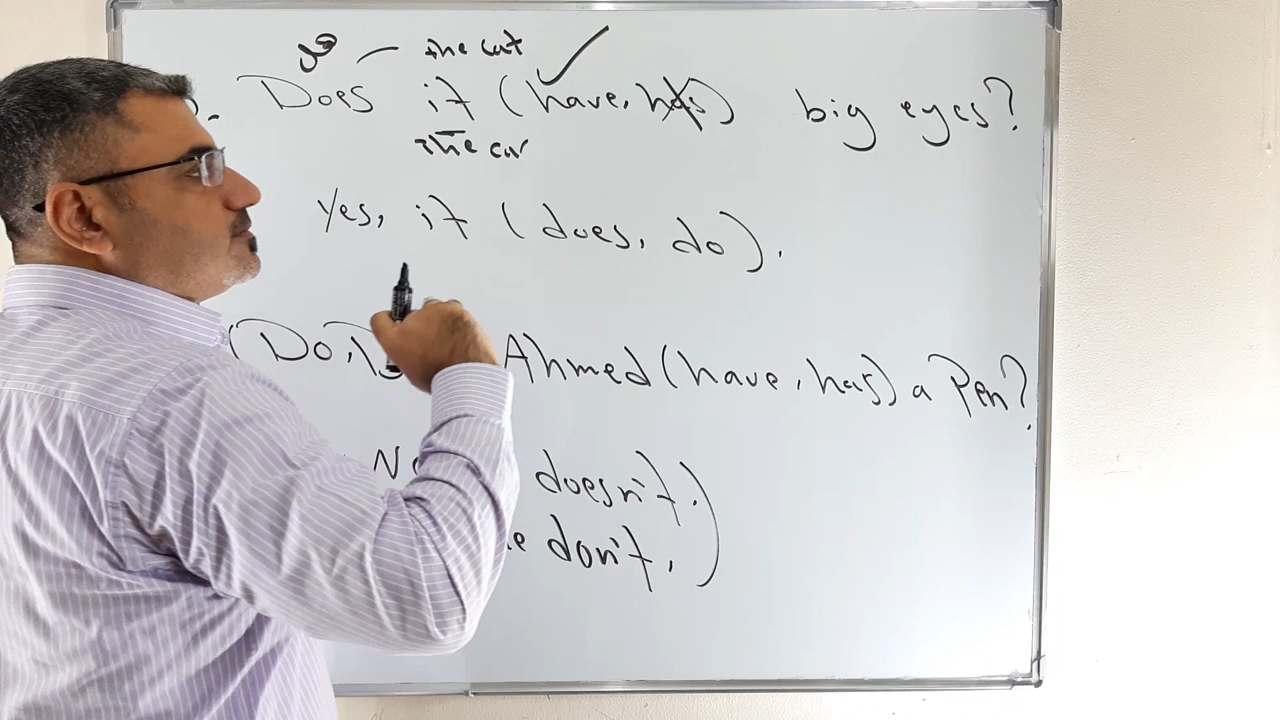 هل the cat
Does it (have, has) big eyes?
the car
Yes, it (does, do).
(Do, Ahmed (have, has) a Pen?
doesn't.
don't.